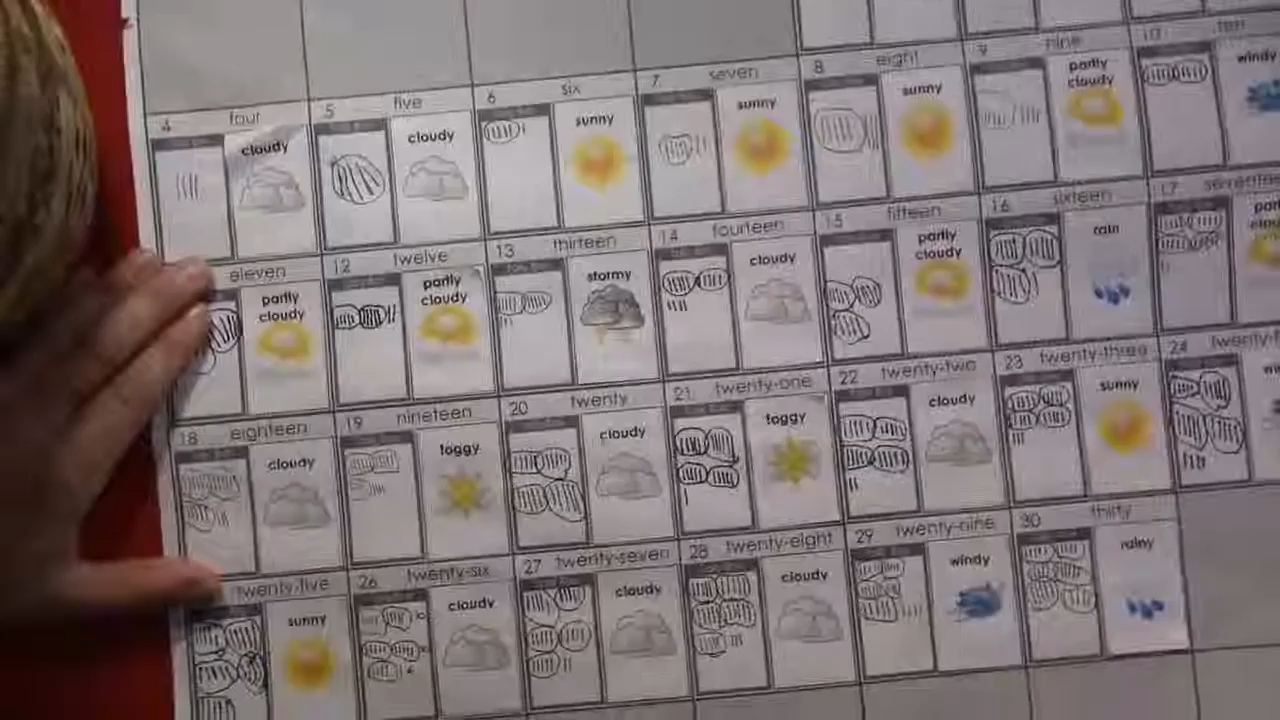 4 four 5 five 6 six 7 seven 8 eight 9 nine 10 ten
cloudy cloudy sunny sunny sunny partly cloudy windy
eleven 12 twelve 13 thirteen 14 fourteen 15 fifteen 16 sixteen 17
partly cloudy partly cloudy stormy cloudy partly cloudy rain
18 eighteen 19 nineteen 20 twenty 21 twenty-one 22 twenty-two 23 twenty-three 24
cloudy foggy cloudy foggy cloudy sunny
twenty-five 26 twenty-six 27 twenty-seven 28 twenty-eight 29 twenty-nine 30 thirty
sunny cloudy cloudy cloudy windy rainy